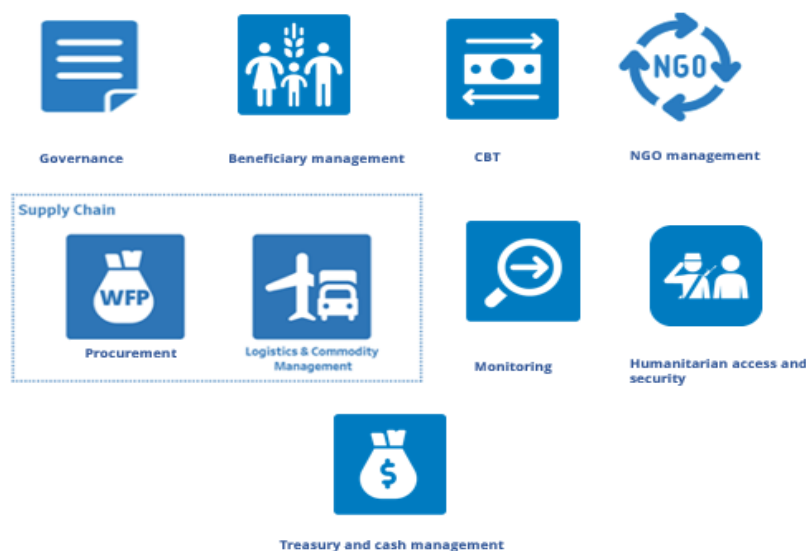 NGO
Governance
Beneficiary management
CBT
NGO management
Supply Chain
WFP
Procurement
Logistics & Commodity
Management
Monitoring
Humanitarian access and
security
$
Treasury and cash management